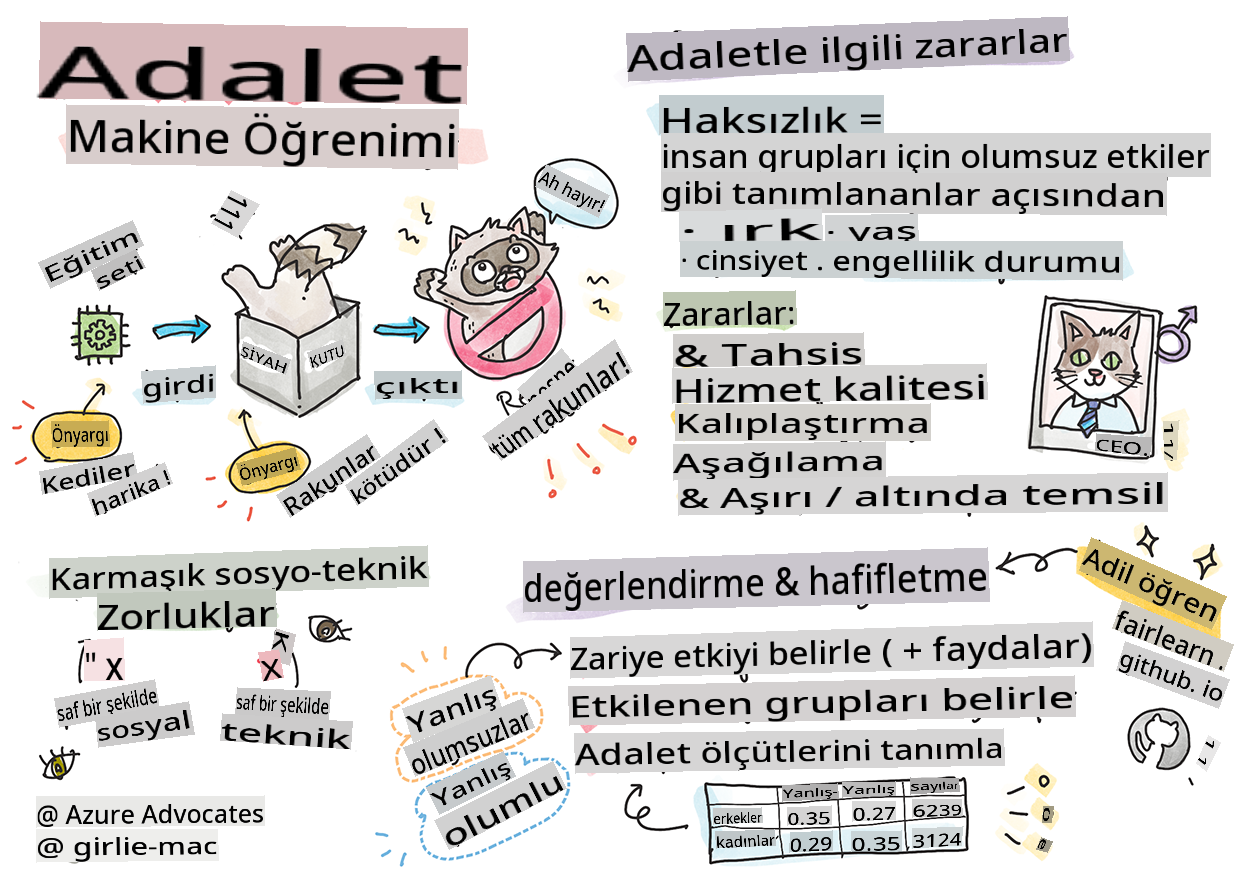 Adalet
Makine Öğrenimi
Ah hayır!
Eğitim
seti
SİYAH
KUTU
girdi
çıktı
tüm rakunlar!
Önyargı
Kediler
harika !
Önyargı
Rakunlar
kötüdür !
Adaletle ilgili zararlar
Haksızlık =
insan grupları için olumsuz etkiler
gibi tanımlananlar açısından
· ırk · yaş
· cinsiyet . engellilik durumu
Zararlar:
& Tahsis
Hizmet kalitesi
Kalıplaştırma
Aşağılama
& Aşırı / altında temsil
CEO.
Karmaşık sosyo-teknik
Zorluklar
" X
X
saf bir şekilde
sosyal
saf bir şekilde
teknik
@ Azure Advocates
@ girlie-mac
değerlendirme & hafifletme
Adil öğren
fairlearn .
github. io
Zariye etkiyi belirle ( + faydalar)
Etkilenen grupları belirle
Adalet ölçütlerini tanımla
Yanlış
olumsuzlar
Yanlış
olumlu
Yanlış- Yanlış sayılar
erkekler 0.35 0.27 6239
kadınlar 0.29 0.35 3124